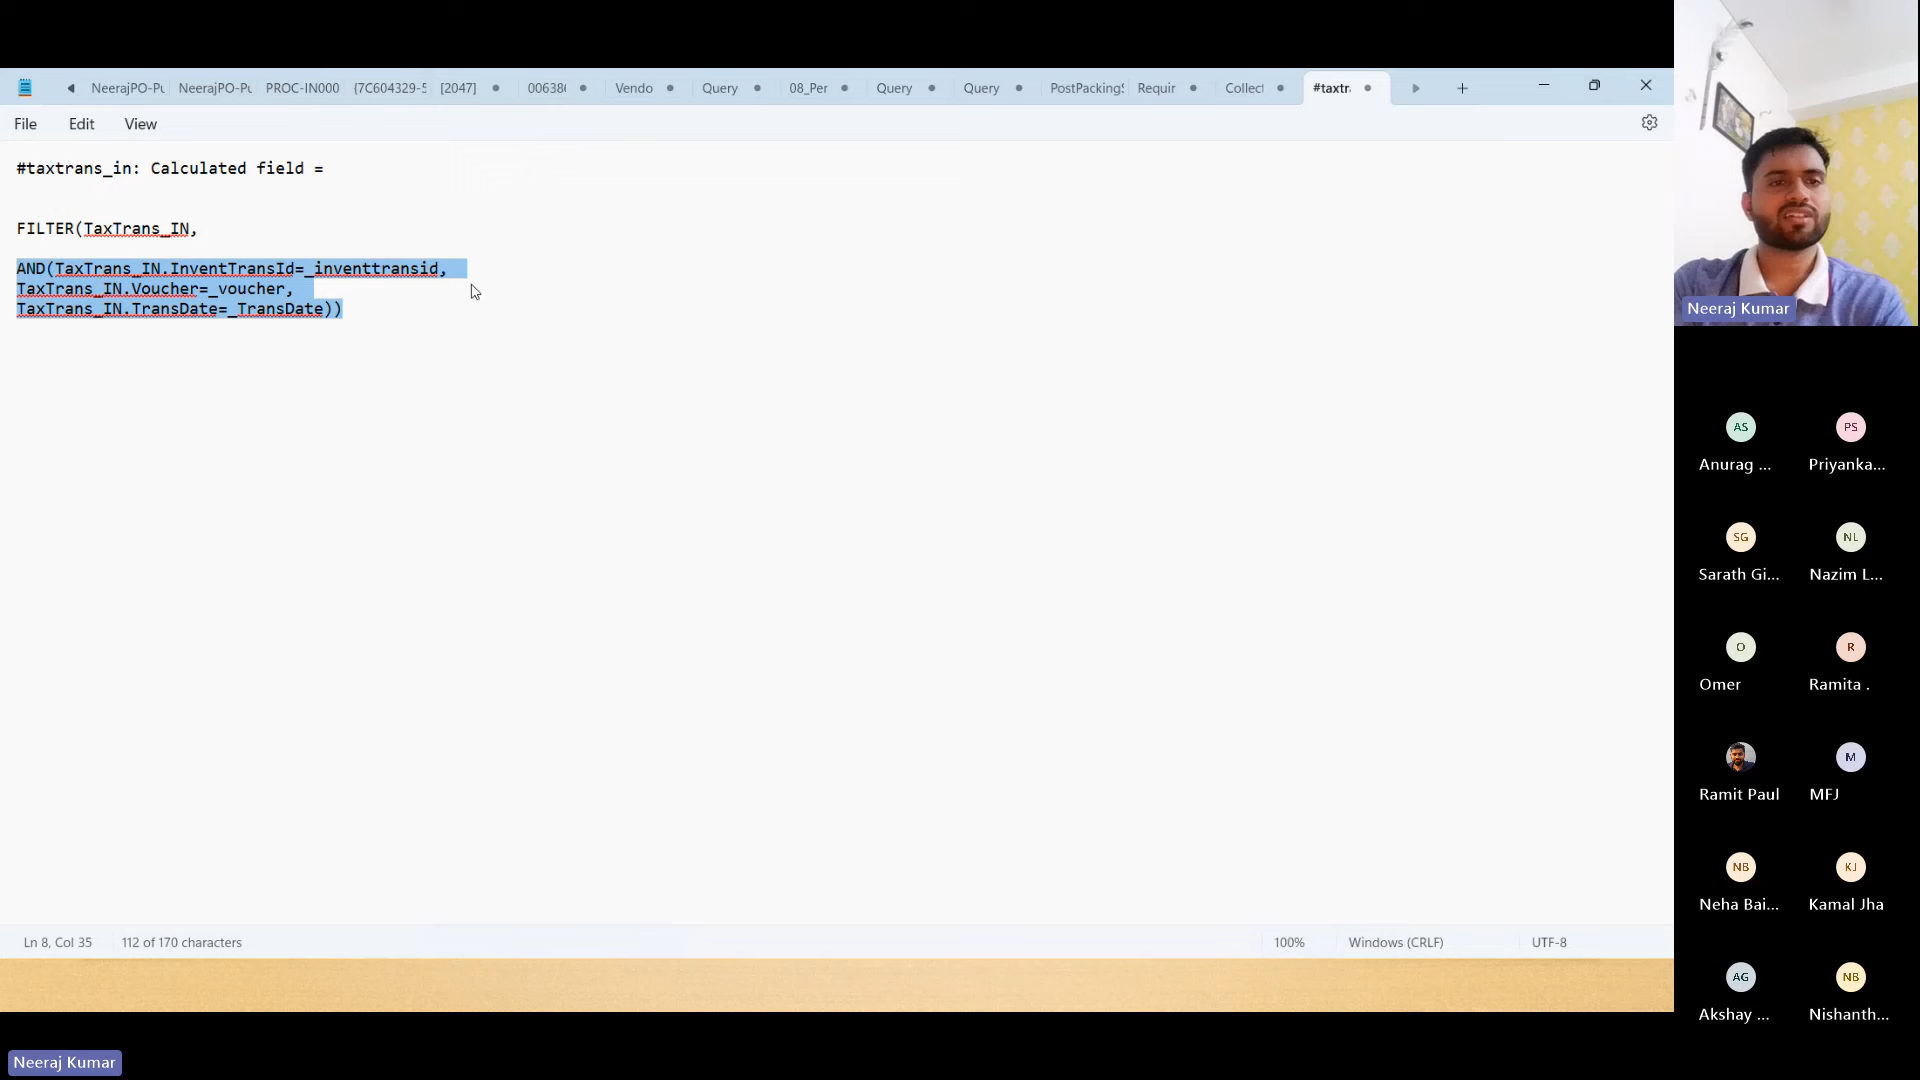 NeerajPO-Pu
NeerajPO-Pu
PROC-IN000
{7C604329-5
[2047]
00638
Vendo
Query
08_Per
Query
Query
PostPackingS
Requir
Collect
#taxtr
File
Edit
View
#taxtrans_in: Calculated field =
FILTER(TaxTrans_IN,
AND(TaxTrans_IN.InventTransId=_inventtransid,
TaxTrans_IN.Voucher=_voucher,
TaxTrans_IN.TransDate=_TransDate))
Ln 8, Col 35
112 of 170 characters
100%
Windows (CRLF)
UTF-8
Neeraj Kumar
AS
PS
Anurag ...
Priyanka...
SG
NL
Sarath Gi...
Nazim L...
O
R
Omer
Ramita .
M
Ramit Paul
MFJ
NB
KJ
Neha Bai...
Kamal Jha
AG
NB
Akshay ...
Nishanth...
Neeraj Kumar